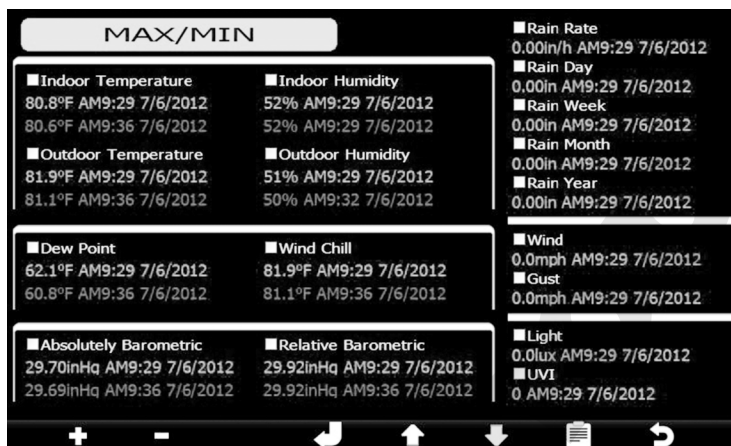 MAX/MIN
Indoor Temperature
80.8°F AM9:29 7/6/2012
80.6°F AM9:36 7/6/2012
Outdoor Temperature
81.9°F AM9:29 7/6/2012
81.1°F AM9:36 7/6/2012
Indoor Humidity
52% AM9:29 7/6/2012
52% AM9:29 7/6/2012
Outdoor Humidity
51% AM9:29 7/6/2012
50% AM9:32 7/6/2012
Dew Point
62.1°F AM9:29 7/6/2012
60.8°F AM9:36 7/6/2012
Wind Chill
81.9°F AM9:29 7/6/2012
81.1°F AM9:36 7/6/2012
Absolutely Barometric
29.70inHq AM9:29 7/6/2012
29.69inHq AM9:36 7/6/2012
Relative Barometric
29.92inHq AM9:29 7/6/2012
29.92inHq AM9:36 7/6/2012
Rain Rate
0.00in/h AM9:29 7/6/2012
Rain Day
0.00in AM9:29 7/6/2012
Rain Week
0.00in AM9:29 7/6/2012
Rain Month
0.00in AM9:29 7/6/2012
Rain Year
0.00in AM9:29 7/6/2012
Wind
0.0mph AM9:29 7/6/2012
Gust
0.0mph AM9:29 7/6/2012
Light
0.0lux AM9:29 7/6/2012
UVI
0 AM9:29 7/6/2012